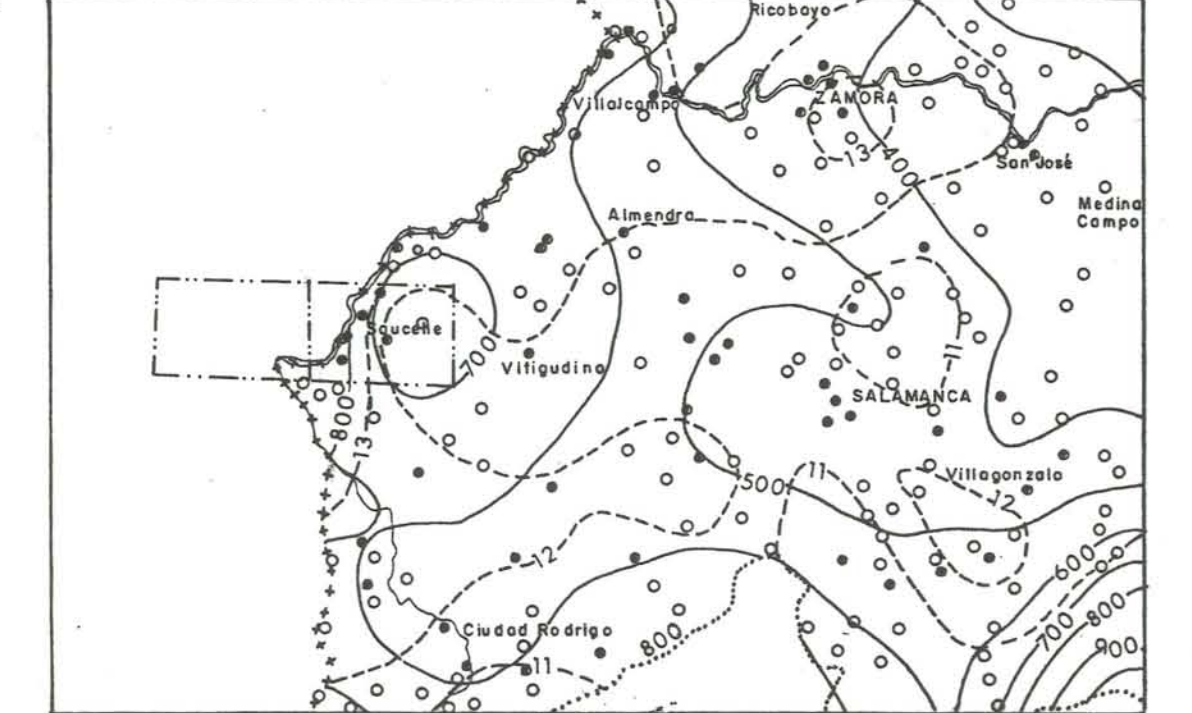 Ricobayo
Villalcampo
ZAMORA
13
400
San José
Medina
Campo
Almendra
Saucelle
700
Vitigudino
11
SALAMANCA
800
13
500
11
Villagonzalo
12
12
600
Ciudad Rodrigo
800
700
800
900
11